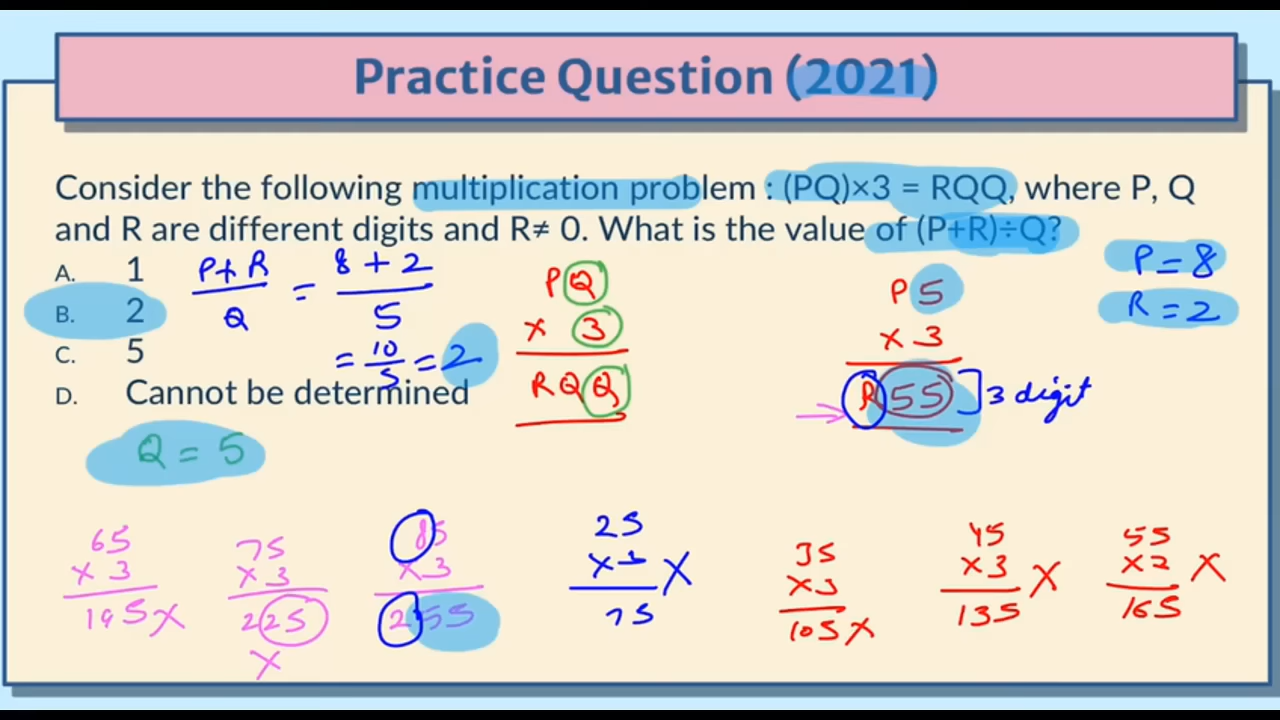 Practice Question (2021)
Consider the following multiplication problem : (PQ)×3 = RQQ, where P, Q
and R are different digits and R≠ 0. What is the value of (P+R)÷Q?
A. 1
B. 2
C. 5
D. Cannot be determined
P+R
Q
= 8+2
5
= 10
5
= 2
PQ
× 3
RQQ
P5
× 3
R55
] 3 digit
P = 8
R = 2
Q = 5
65
× 3
195 ×
75
× 3
225
×
85
× 3
255
25
×3
75
×
35
×3
105 ×
45
×3
135
×
55
×3
165
×